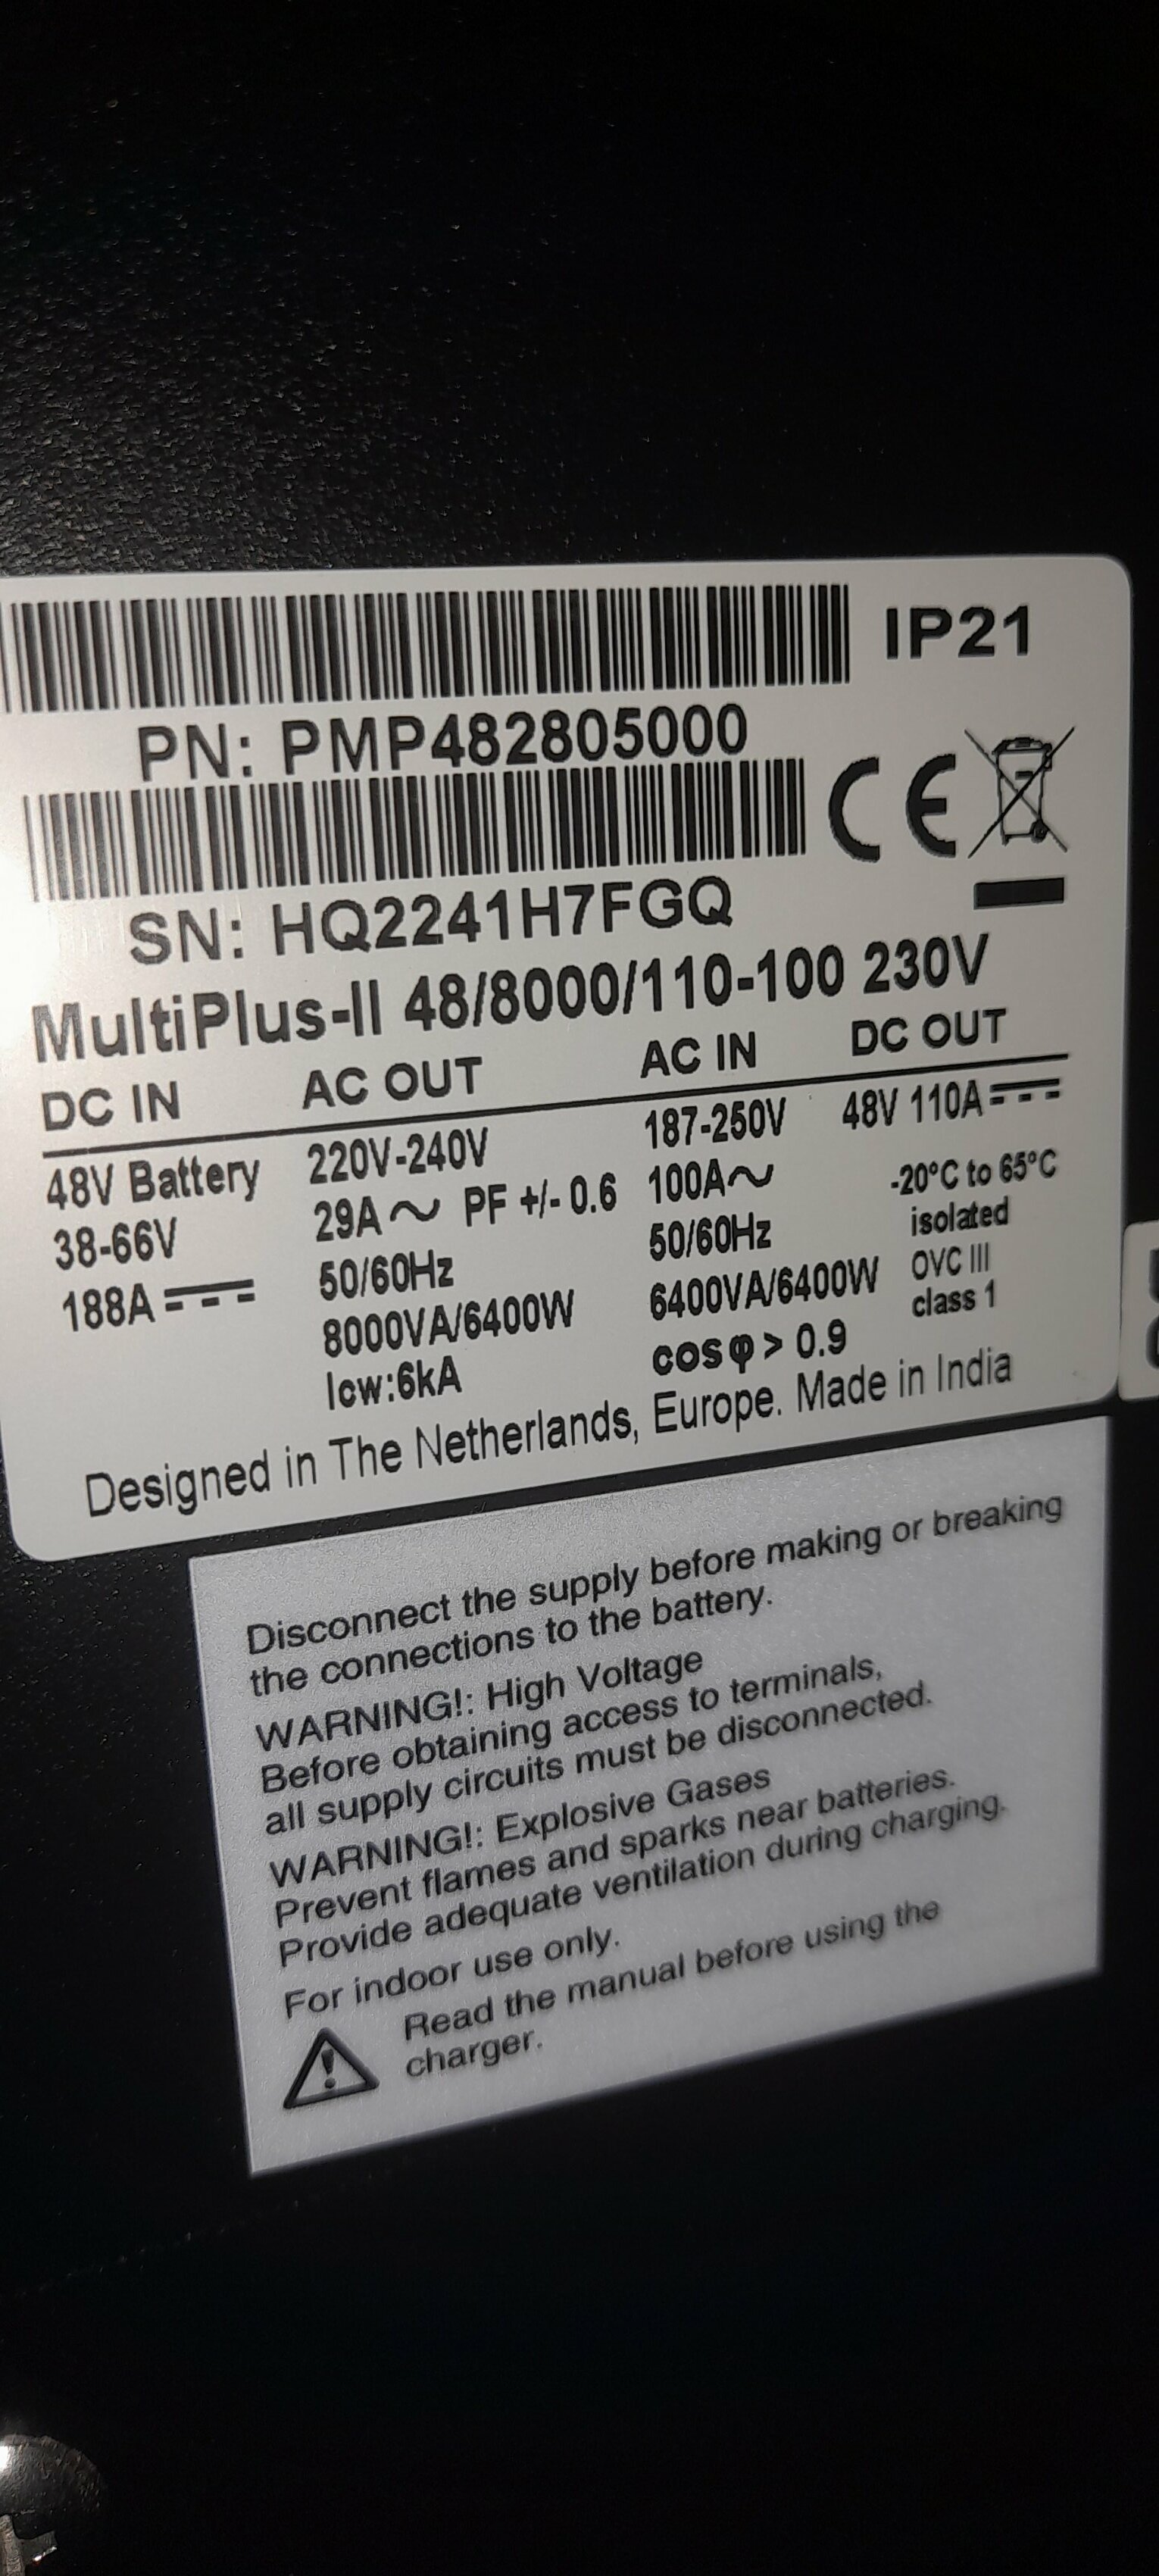 IP21
PN: PMP482805000
CE
SN: HQ2241H7FGQ
MultiPlus-II 48/8000/110-100 230V
DC IN AC OUT AC IN DC OUT
48V Battery 220V-240V 187-250V 48V 110A
38-66V 29A ~ PF +/- 0.6 100A~ -20°C to 65°C
188A 50/60Hz 50/60Hz isolated
8000VA/6400W 6400VA/6400W OVC III
Icw:6kA cos φ > 0.9 class 1
Designed in The Netherlands, Europe. Made in India
Disconnect the supply before making or breaking
the connections to the battery.
WARNING!: High Voltage
Before obtaining access to terminals,
all supply circuits must be disconnected.
WARNING!: Explosive Gases
Prevent flames and sparks near batteries.
Provide adequate ventilation during charging.
For indoor use only.
Read the manual before using the
charger.